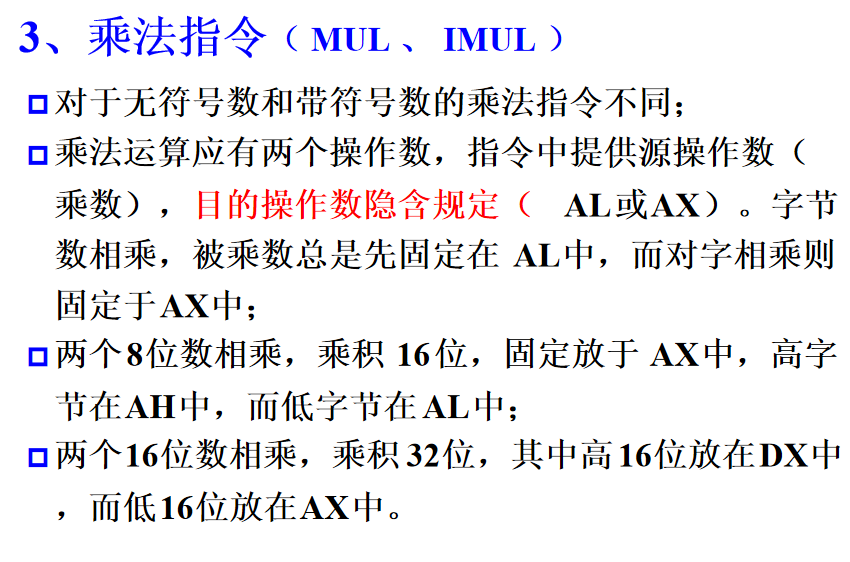 3、乘法指令（ MUL 、 IMUL ）
对于无符号数和带符号数的乘法指令不同；
乘法运算应有两个操作数，指令中提供源操作数（
乘数），目的操作数隐含规定（ AL或AX）。字节
数相乘，被乘数总是先固定在 AL中，而对字相乘则
固定于AX中；
两个8位数相乘，乘积 16位，固定放于 AX中，高字
节在AH中，而低字节在AL中；
两个16位数相乘，乘积32位，其中高16位放在DX中
，而低16位放在AX中。